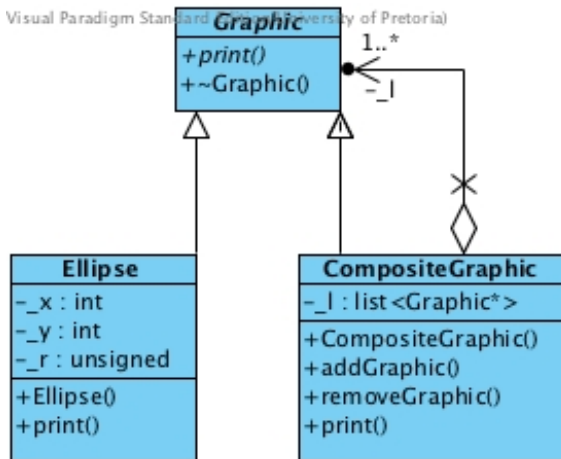 Visual Paradigm Standard University of Pretoria)
Graphic
+print()
+~Graphic()
1..*
-_l
Ellipse
-_x : int
-_y : int
-_r : unsigned
+Ellipse()
+print()
CompositeGraphic
-_l : list<Graphic*>
+CompositeGraphic()
+addGraphic()
+removeGraphic()
+print()